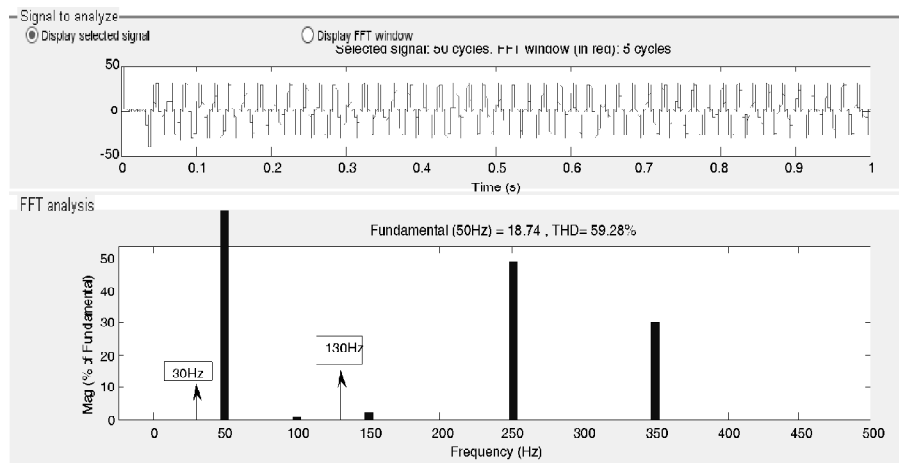 Signal to analyze
Display selected signal
Display FFT window
Selected signal: 50 cycles. FFT window (in red): 5 cycles
50
0
-50
0 0.1 0.2 0.3 0.4 0.5 0.6 0.7 0.8 0.9 1
Time (s)
FFT analysis
Fundamental (50Hz) = 18.74 , THD= 59.28%
50
40
30
20
10
0
Mag (% of Fundamental)
30Hz
130Hz
0 50 100 150 200 250 300 350 400 450 500
Frequency (Hz)